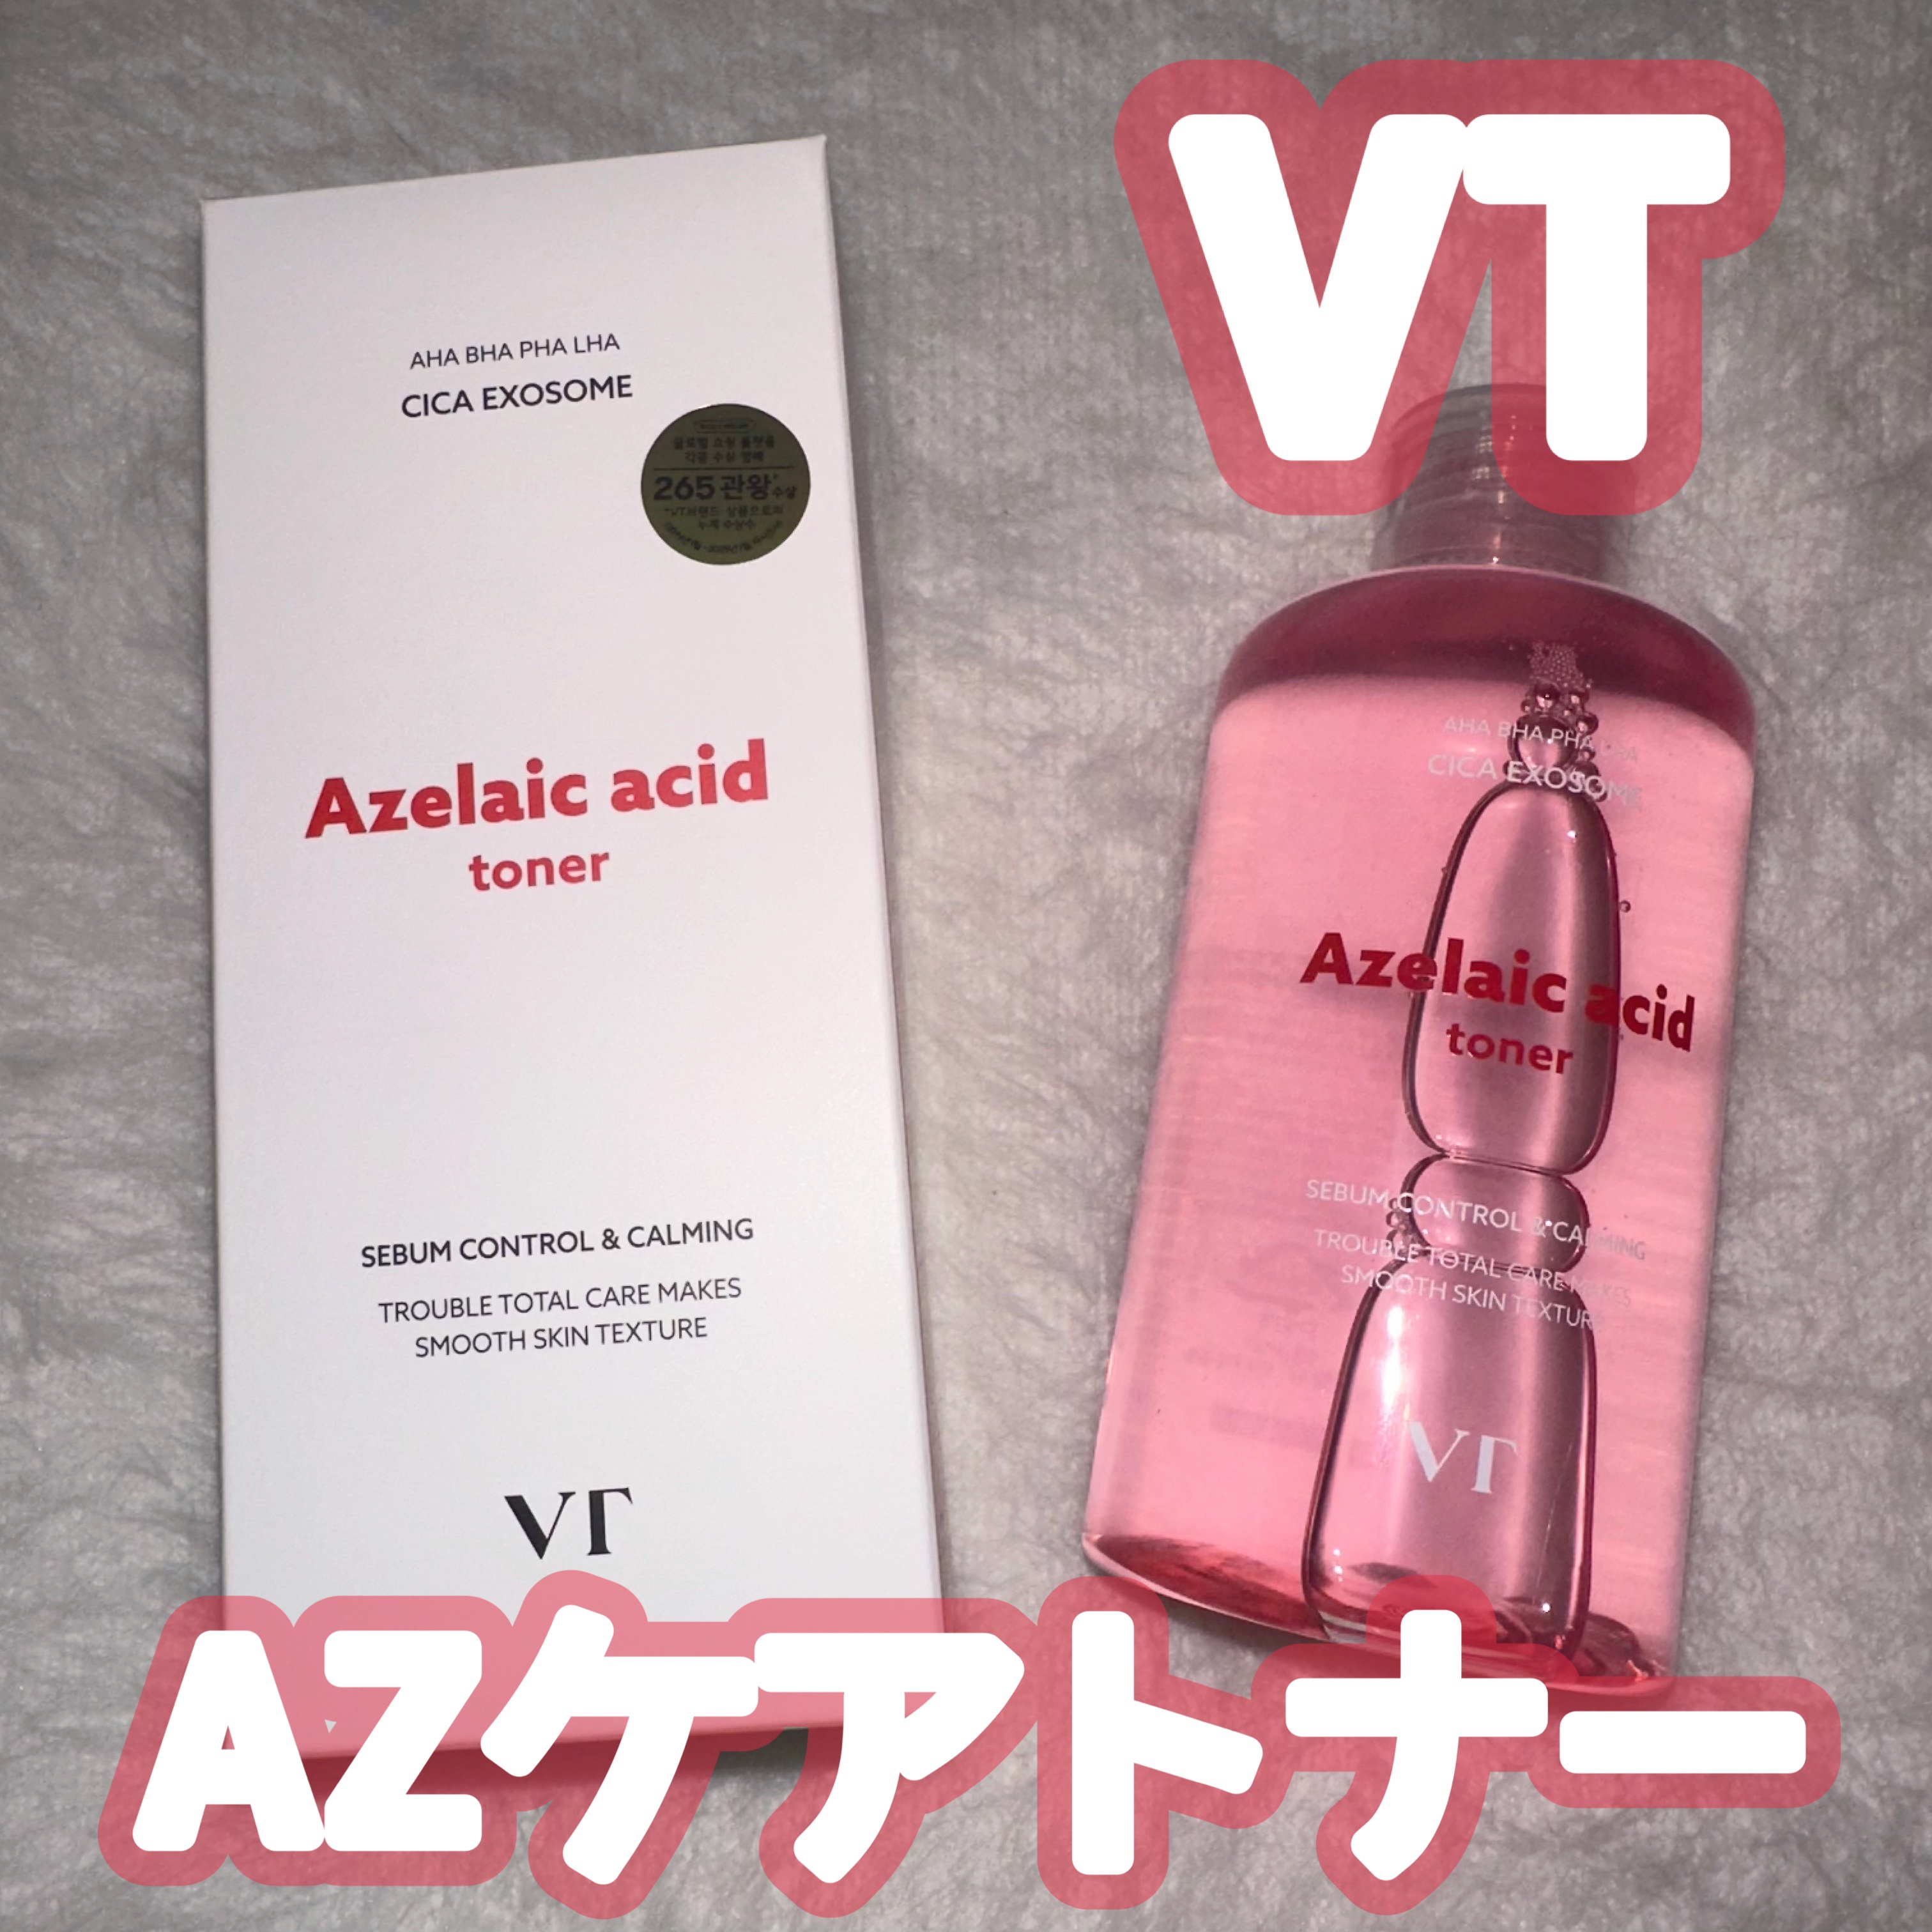 VT
AHA BHA PHA LHA
CICA EXOSOME
265관왕
수상
Azelaic acid
toner
SEBUM CONTROL & CALMING
TROUBLE TOTAL CARE MAKES
SMOOTH SKIN TEXTURE
VT
AHA BHA PHA LHA
CICA EXOSOME
Azelaic acid
toner
SEBUM CONTROL & CALMING
TROUBLE TOTAL CARE MAKES
SMOOTH SKIN TEXTURE
VT
AZケアトナー